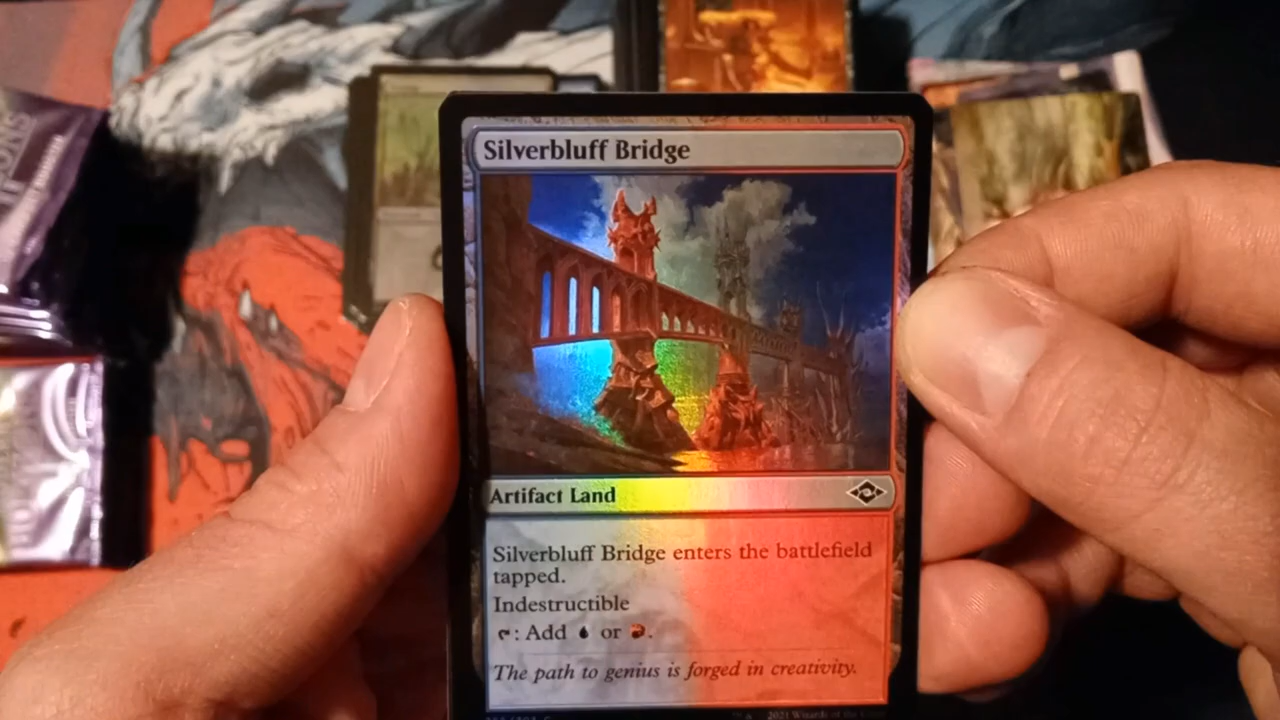 Silverbluff Bridge
Artifact Land
Silverbluff Bridge enters the battlefield
tapped.
Indestructible
: Add or .
The path to genius is forged in creativity.
2021 Wizards of the